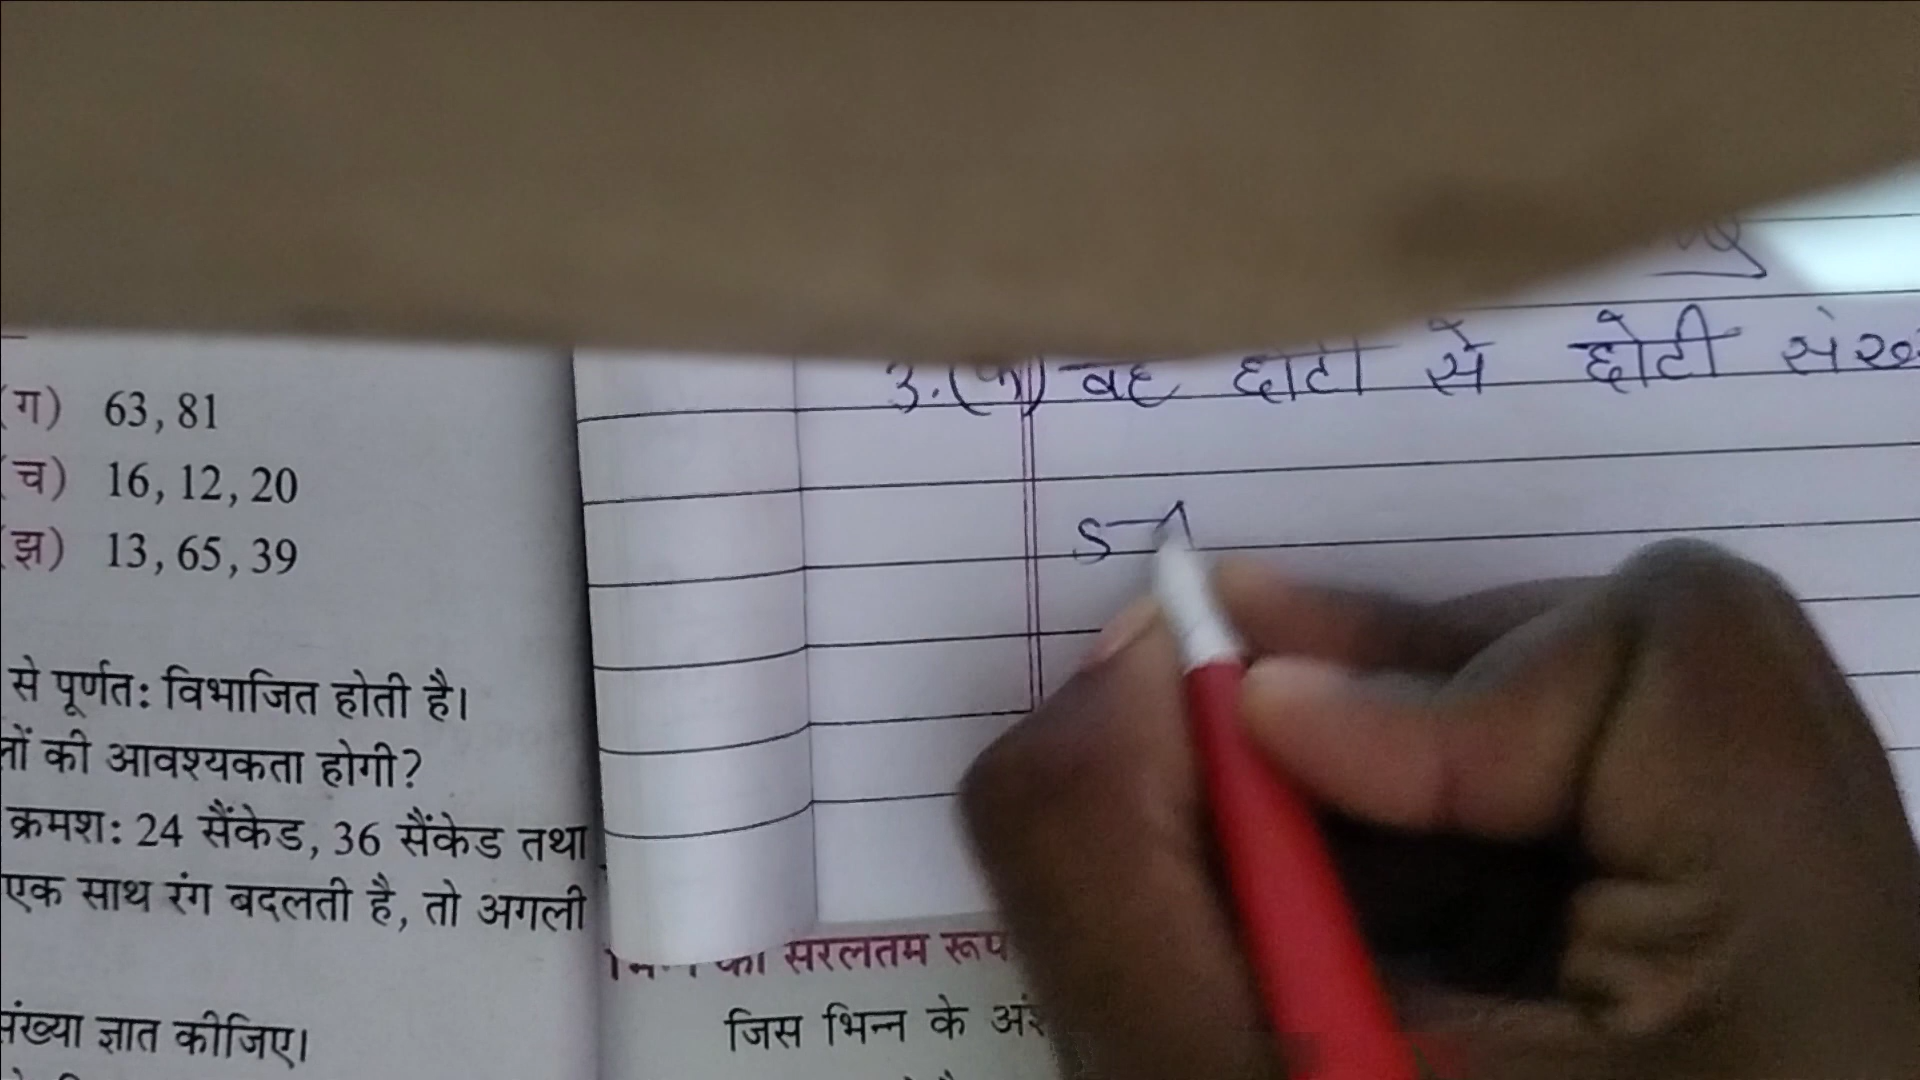 (ग) 63, 81
(च) 16, 12, 20
(झ) 13, 65, 39
से पूर्णत: विभाजित होती है।
की आवश्यकता होगी?
क्रमश: 24 सैंकेड, 36 सैंकेड तथा
एक साथ रंग बदलती है, तो अगली
संख्या ज्ञात कीजिए।
3. (क) वह छोटी से छोटी
S
का सरलतम रूप
जिस भिन्न के